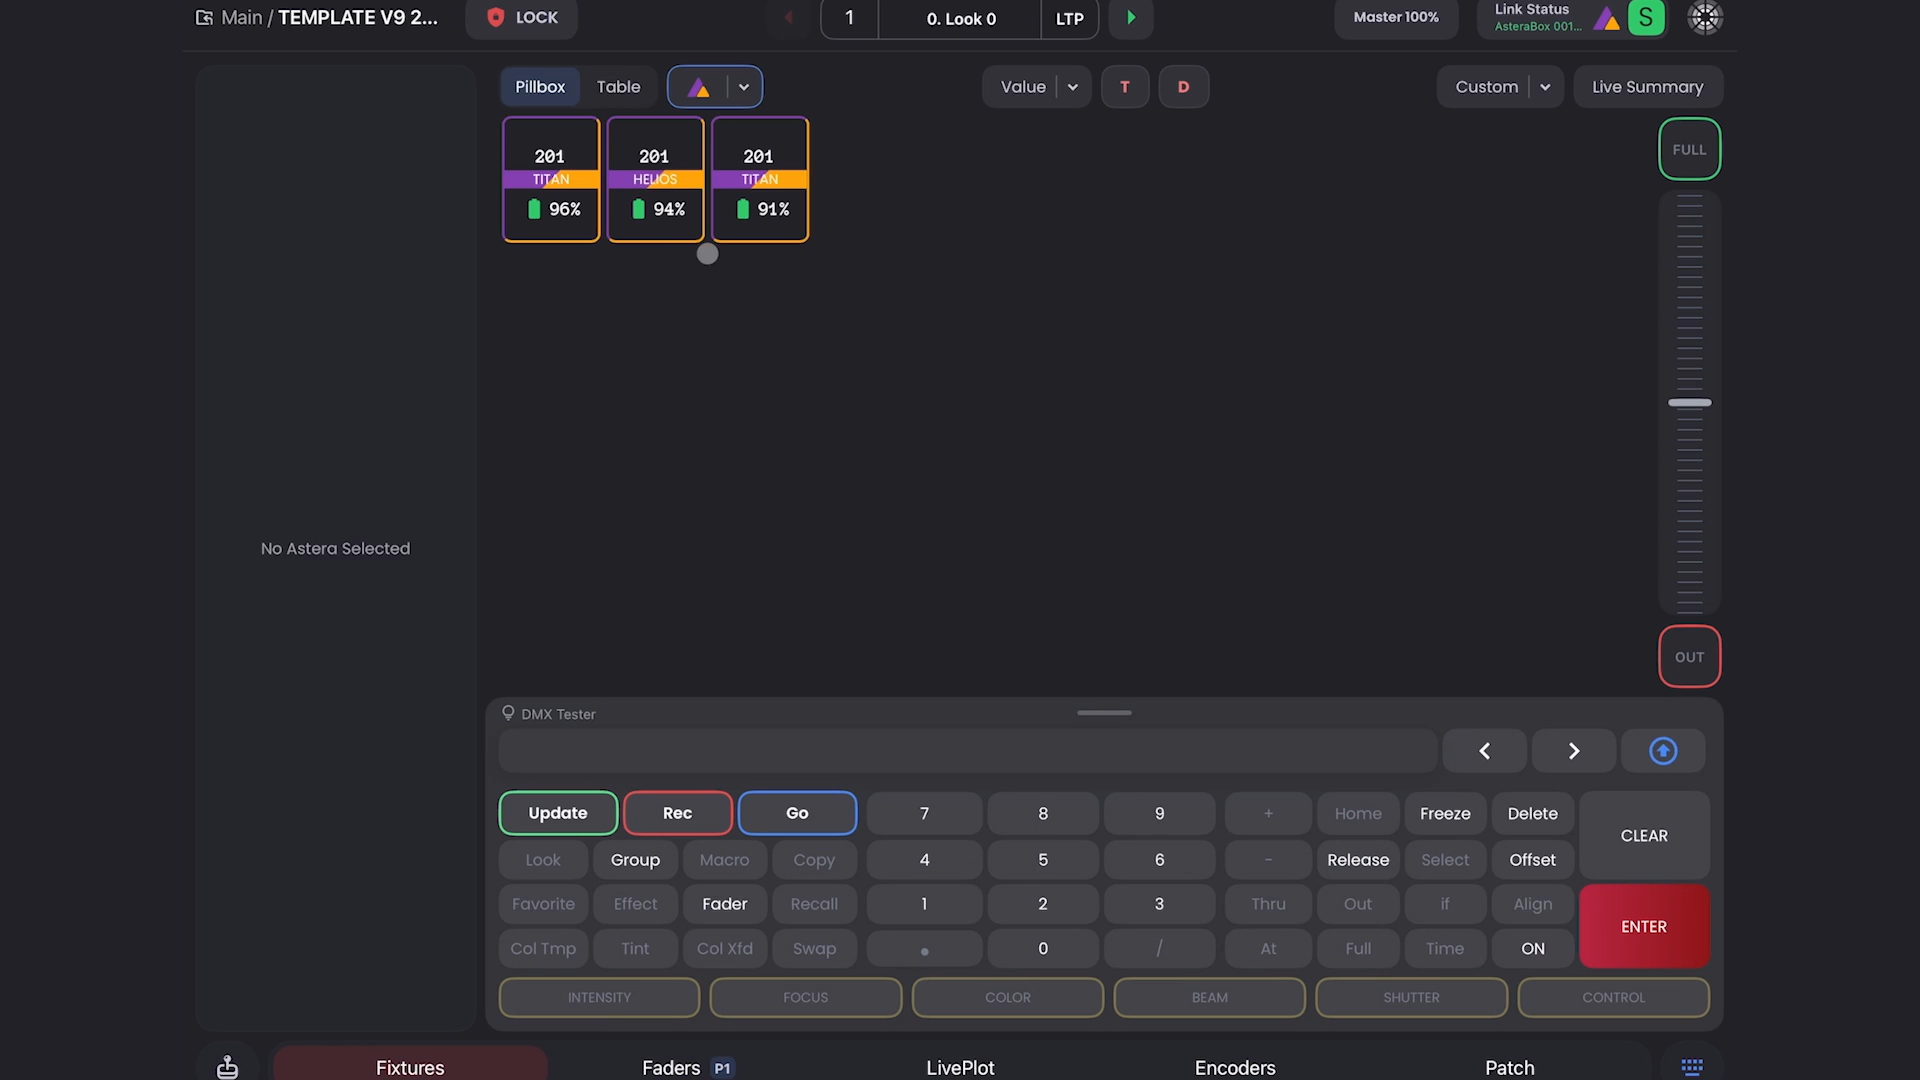 Main / TEMPLATE V9 2...
LOCK
1
0. Look 0
LTP
Master 100%
Link Status
AsteraBox 001...
S
Pillbox
Table
Value
T
D
Custom
Live Summary
201
TITAN
96%
201
HELIOS
94%
201
TITAN
91%
FULL
No Astera Selected
OUT
DMX Tester
Update Rec Go 7 8 9 + Home Freeze Delete
CLEAR
Look Group Macro Copy 4 5 6 - Release Select Offset
Favorite Effect Fader Recall 1 2 3 Thru Out if Align
ENTER
Col Tmp Tint Col Xfd Swap . 0 / At Full Time ON
INTENSITY FOCUS COLOR BEAM SHUTTER CONTROL
Fixtures Faders P1 LivePlot Encoders Patch